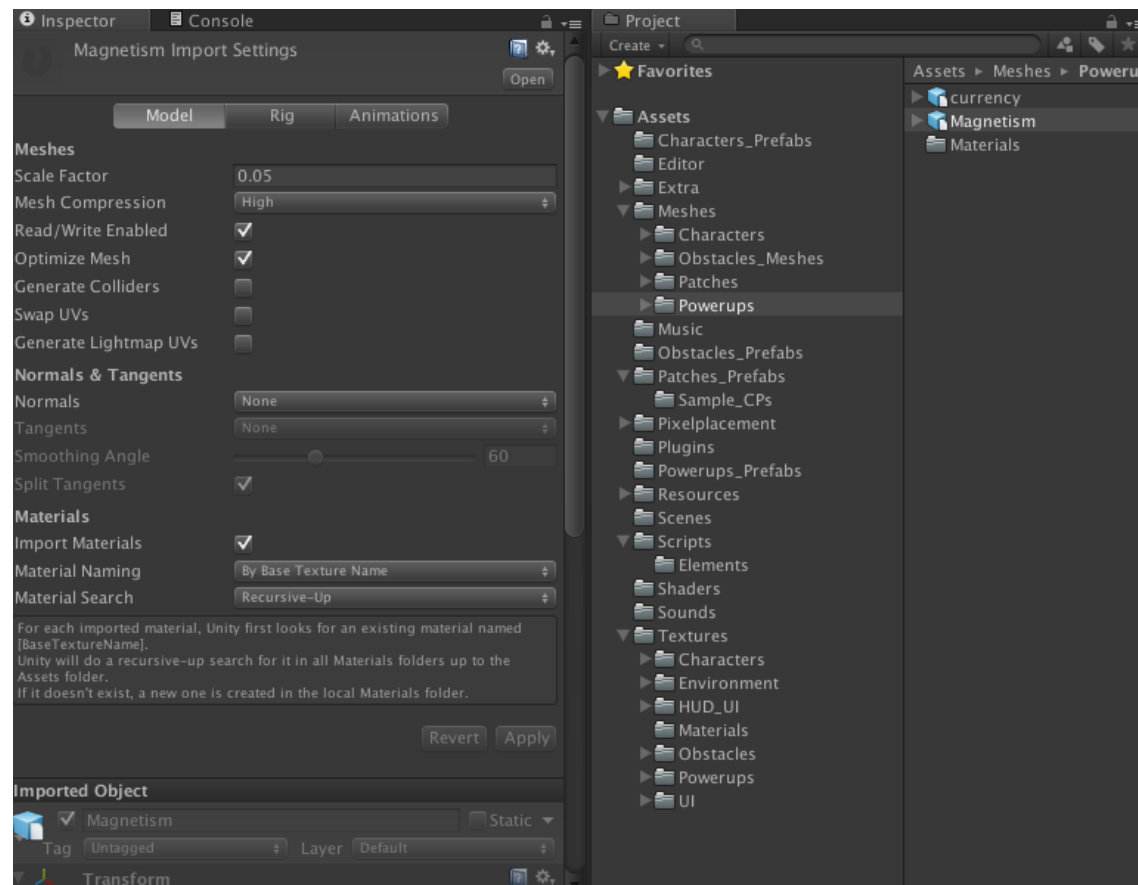 Inspector
Console
Magnetism Import Settings
Open
Model
Rig
Animations
Meshes
Scale Factor 0.05
Mesh Compression High
Read/Write Enabled
Optimize Mesh
Generate Colliders
Swap UVs
Generate Lightmap UVs
Normals & Tangents
Normals None
Tangents None
Smoothing Angle 60
Split Tangents
Materials
Import Materials
Material Naming By Base Texture Name
Material Search Recursive-Up
For each imported material, Unity first looks for an existing material named
[BaseTextureName].
Unity will do a recursive-up search for it in all Materials folders up to the
Assets folder.
If it doesn't exist, a new one is created in the local Materials folder.
Revert Apply
Imported Object
Magnetism Static
Tag Untagged Layer Default
Transform
Project
Create
Favorites
Assets
Characters_Prefabs
Editor
Extra
Meshes
Characters
Obstacles_Meshes
Patches
Powerups
Music
Obstacles_Prefabs
Patches_Prefabs
Sample_CPs
Pixelplacement
Plugins
Powerups_Prefabs
Resources
Scenes
Scripts
Elements
Shaders
Sounds
Textures
Characters
Environment
HUD_UI
Materials
Obstacles
Powerups
UI
Assets Meshes Poweru
currency
Magnetism
Materials